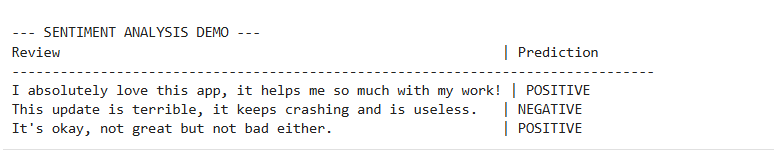 --- SENTIMENT ANALYSIS DEMO ---
Review                                                       | Prediction
--------------------------------------------------------------------------------
I absolutely love this app, it helps me so much with my work! | POSITIVE
This update is terrible, it keeps crashing and is useless.   | NEGATIVE
It's okay, not great but not bad either.                     | POSITIVE